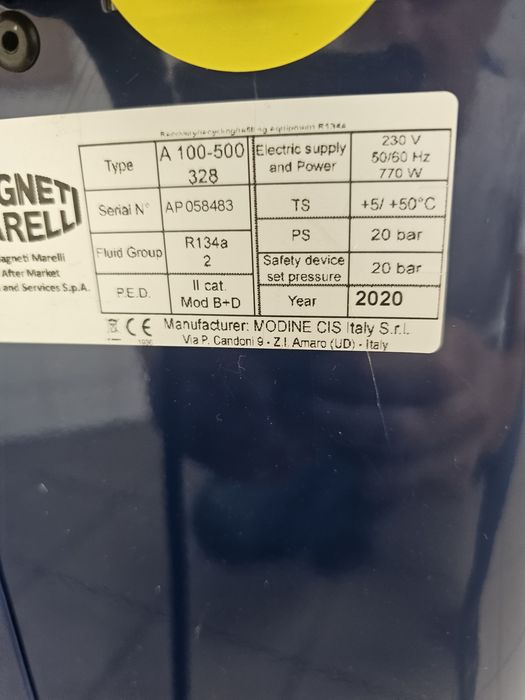 Recovery/recycling/refilling equipment R134a
GNETI
ARELLI
agneti Marelli
After Market
and Services S.p.A.
Type A 100-500 328
Serial N° AP 058483
Fluid Group R134a 2
P.E.D. II cat. Mod B+D
Electric supply and Power 230 V 50/60 Hz 770 W
TS +5/ +50°C
PS 20 bar
Safety device set pressure 20 bar
Year 2020
CE Manufacturer: MODINE CIS Italy S.r.l.
1936 Via P. Candoni 9 - Z.I. Amaro (UD) - Italy